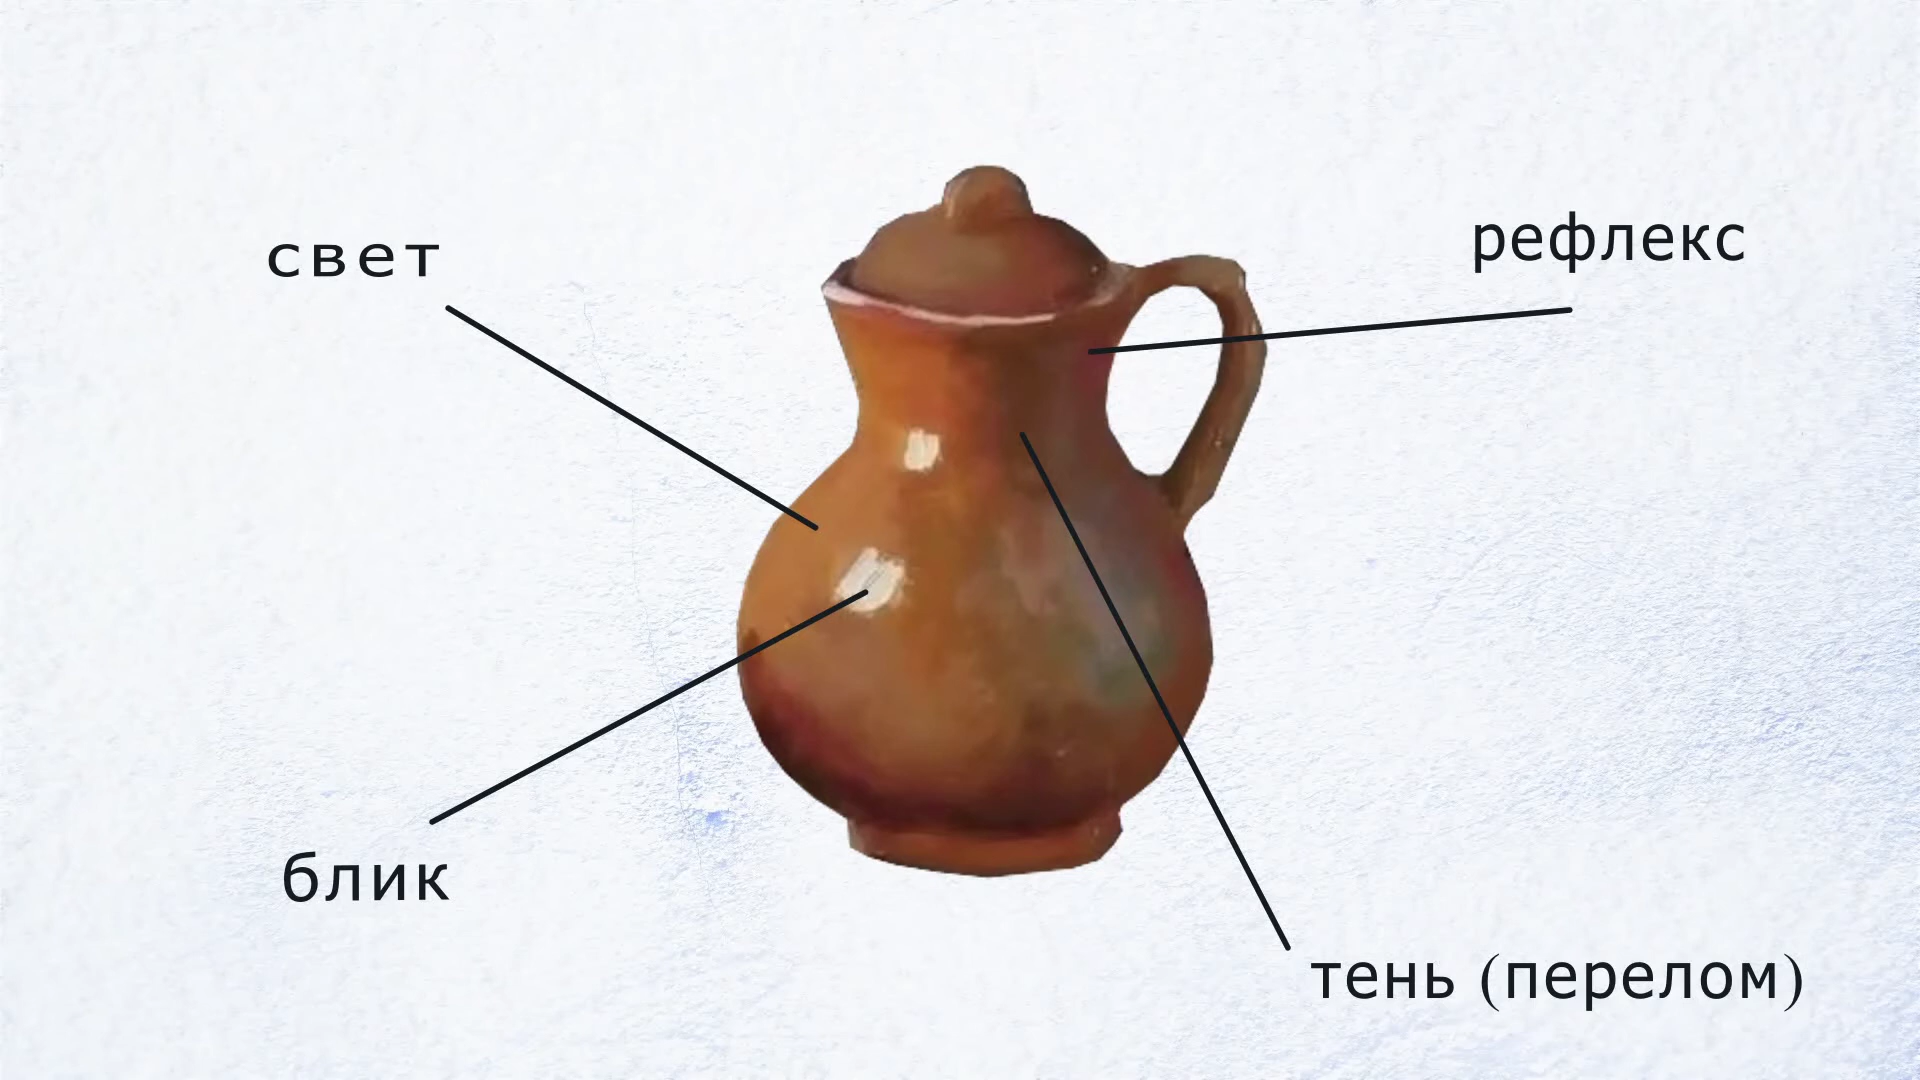 рефлекс
свет
блик
тень (перелом)